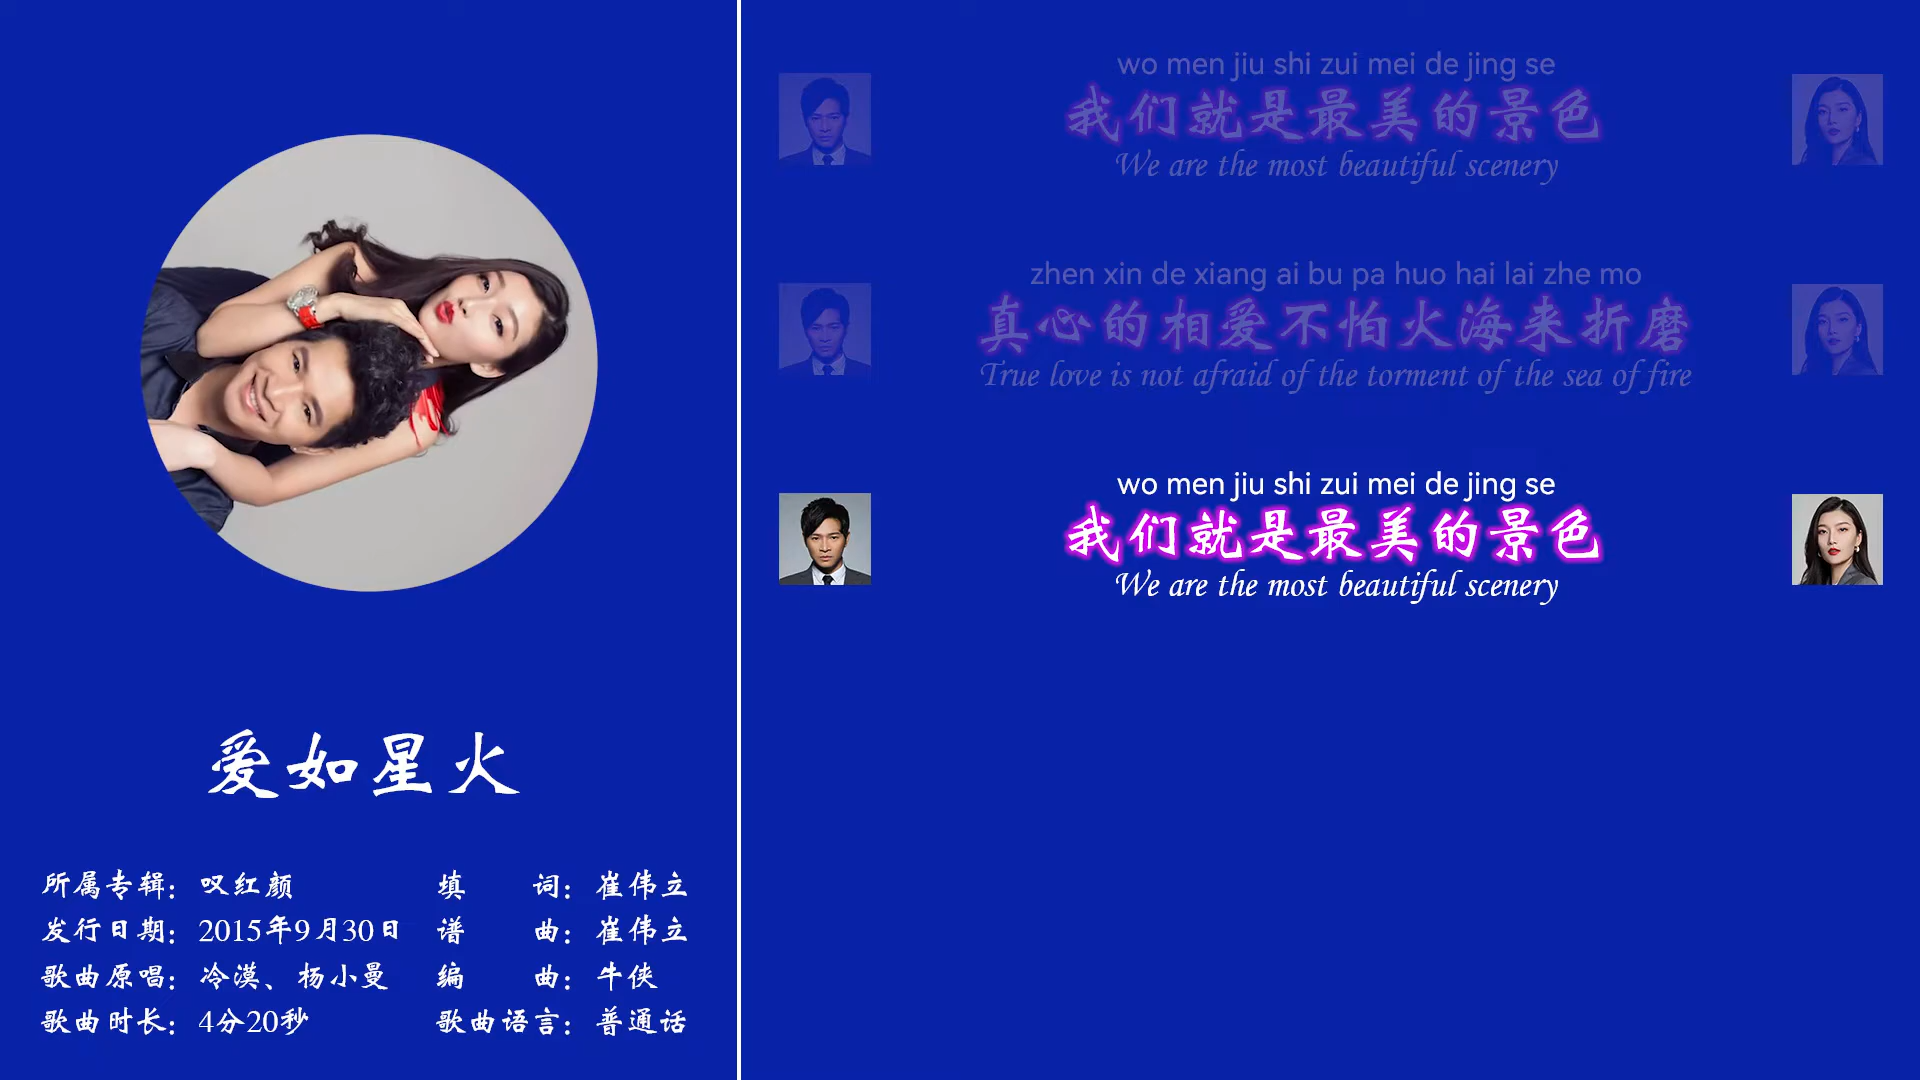 爱如星火
所属专辑：叹红颜
发行日期：2015年9月30日
歌曲原唱：冷漠、杨小曼
歌曲时长：4分20秒
填词：崔伟立
谱曲：崔伟立
编曲：牛侠
歌曲语言：普通话
wo men jiu shi zui mei de jing se
我们就是最美的景色
We are the most beautiful scenery
zhen xin de xiang ai bu pa huo hai lai zhe mo
真心的相爱不怕火海来折磨
True love is not afraid of the torment of the sea of fire
wo men jiu shi zui mei de jing se
我们就是最美的景色
We are the most beautiful scenery